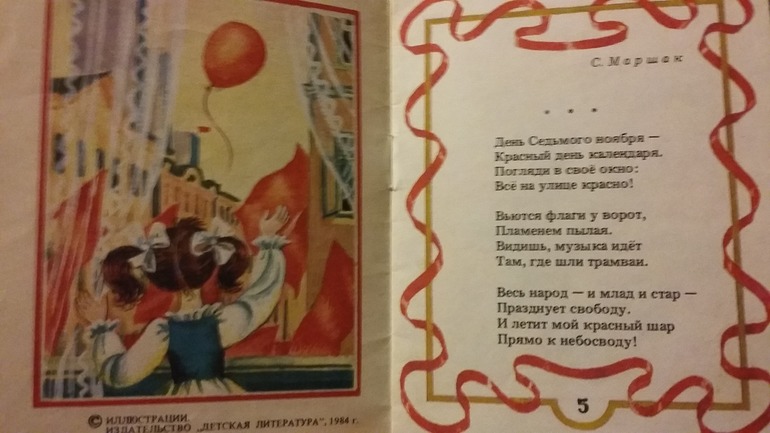 © ИЛЛЮСТРАЦИИ.
ИЗДАТЕЛЬСТВО „ДЕТСКАЯ ЛИТЕРАТУРА", 1984 г.
С. Маршак
* * *
День Седьмого ноября —
Красный день календаря.
Погляди в своё окно:
Всё на улице красно!
Вьются флаги у ворот,
Пламенем пылая.
Видишь, музыка идёт
Там, где шли трамваи.
Весь народ — и млад и стар —
Празднует свободу.
И летит мой красный шар
Прямо к небосводу!
5